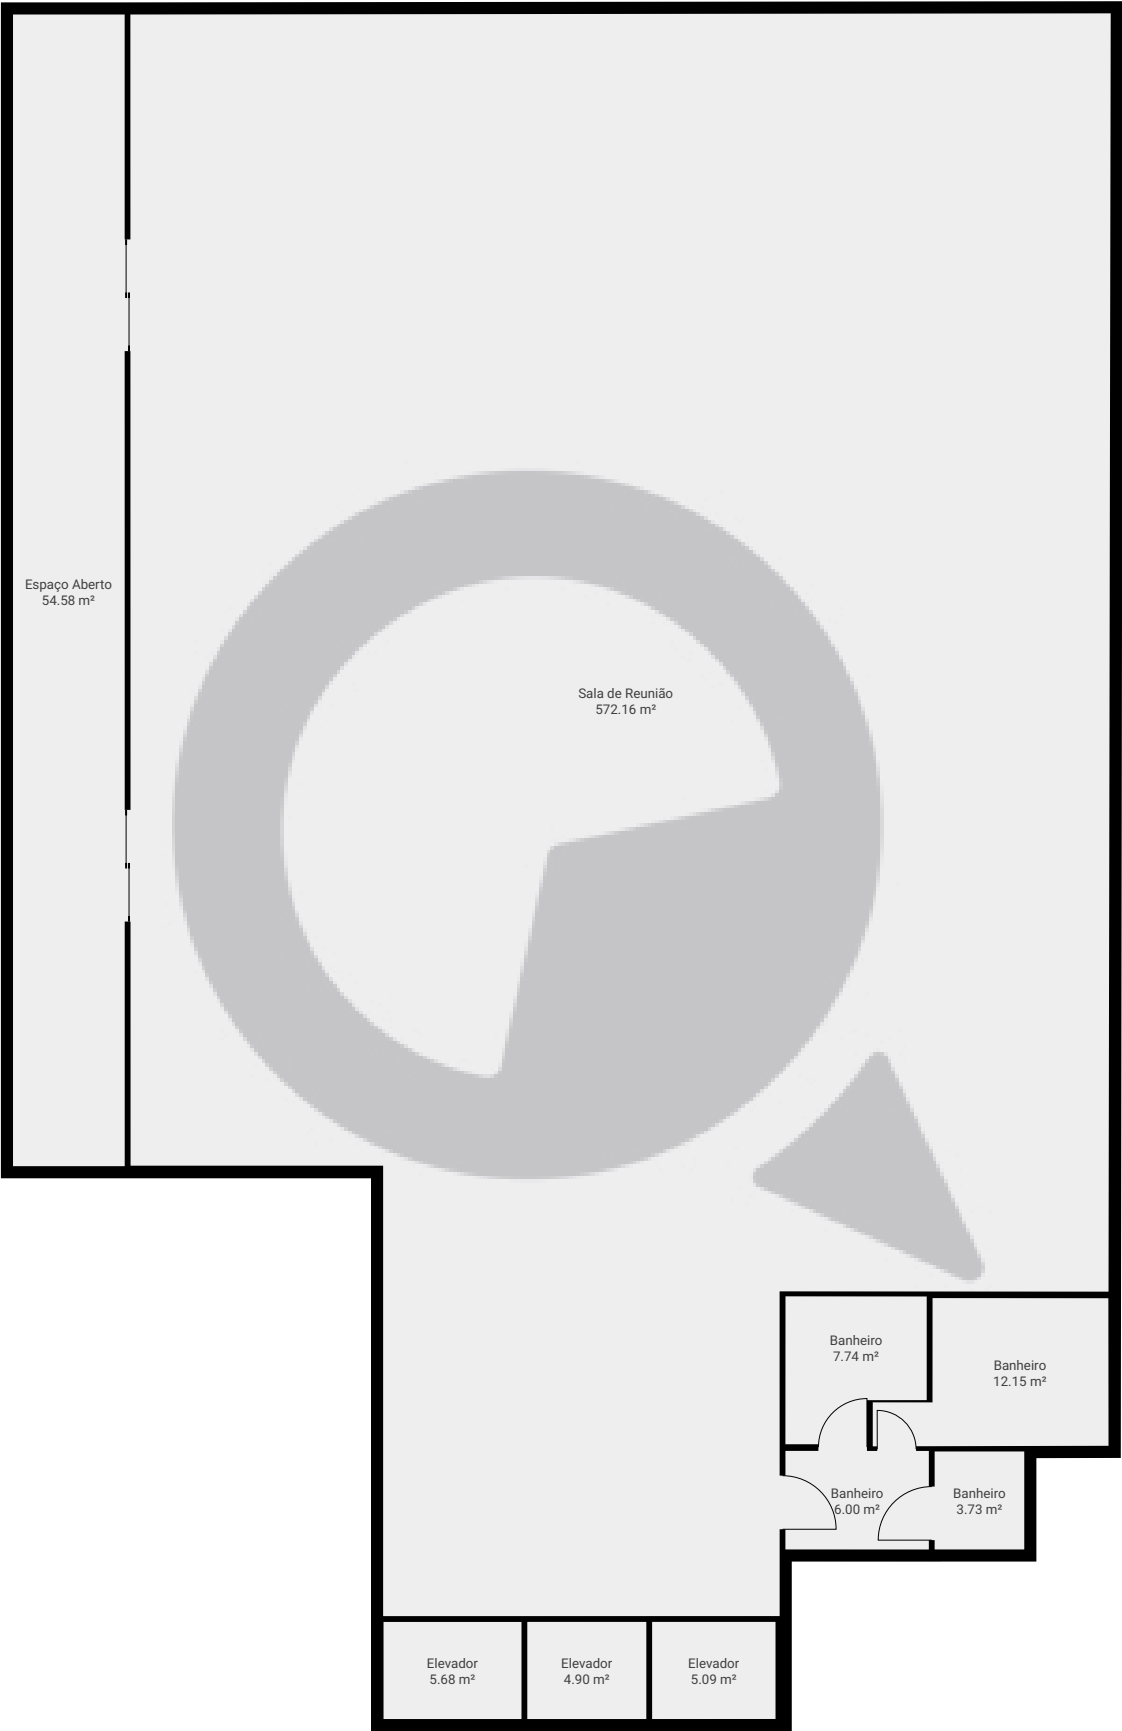 Espaço Aberto
54.58 m²
Sala de Reunião
572.16 m²
Banheiro
7.74 m²
Banheiro
12.15 m²
Banheiro
6.00 m²
Banheiro
3.73 m²
Elevador
5.68 m²
Elevador
4.90 m²
Elevador
5.09 m²